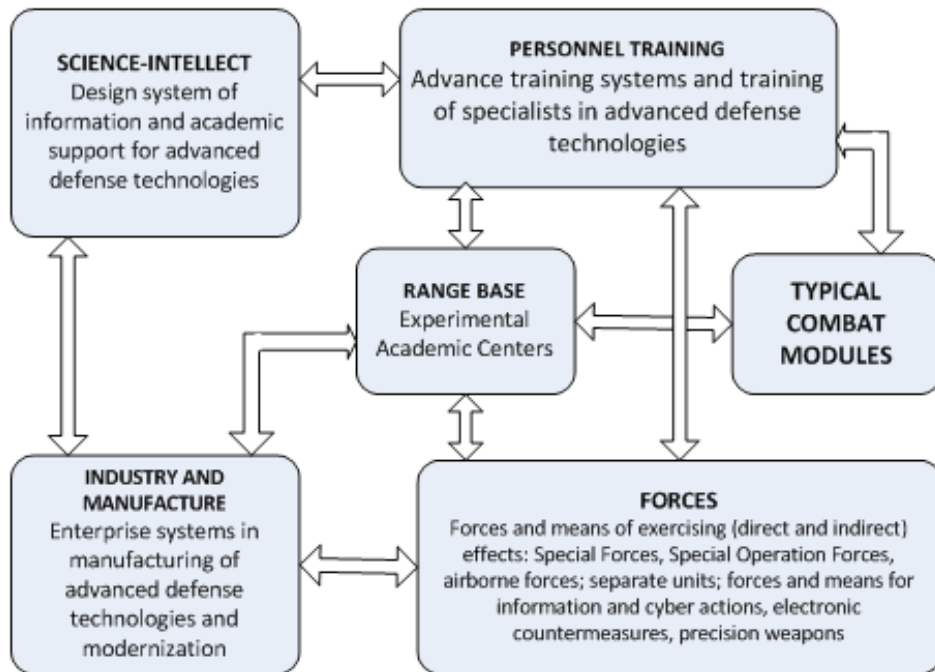 SCIENCE-INTELLECT
Design system of
information and academic
support for advanced
defense technologies
PERSONNEL TRAINING
Advance training systems and training
of specialists in advanced defense
technologies
RANGE BASE
Experimental
Academic Centers
TYPICAL
COMBAT
MODULES
INDUSTRY AND
MANUFACTURE
Enterprise systems in
manufacturing of
advanced defense
technologies and
modernization
FORCES
Forces and means of exercising (direct and indirect)
effects: Special Forces, Special Operation Forces,
airborne forces; separate units; forces and means for
information and cyber actions, electronic
countermeasures, precision weapons